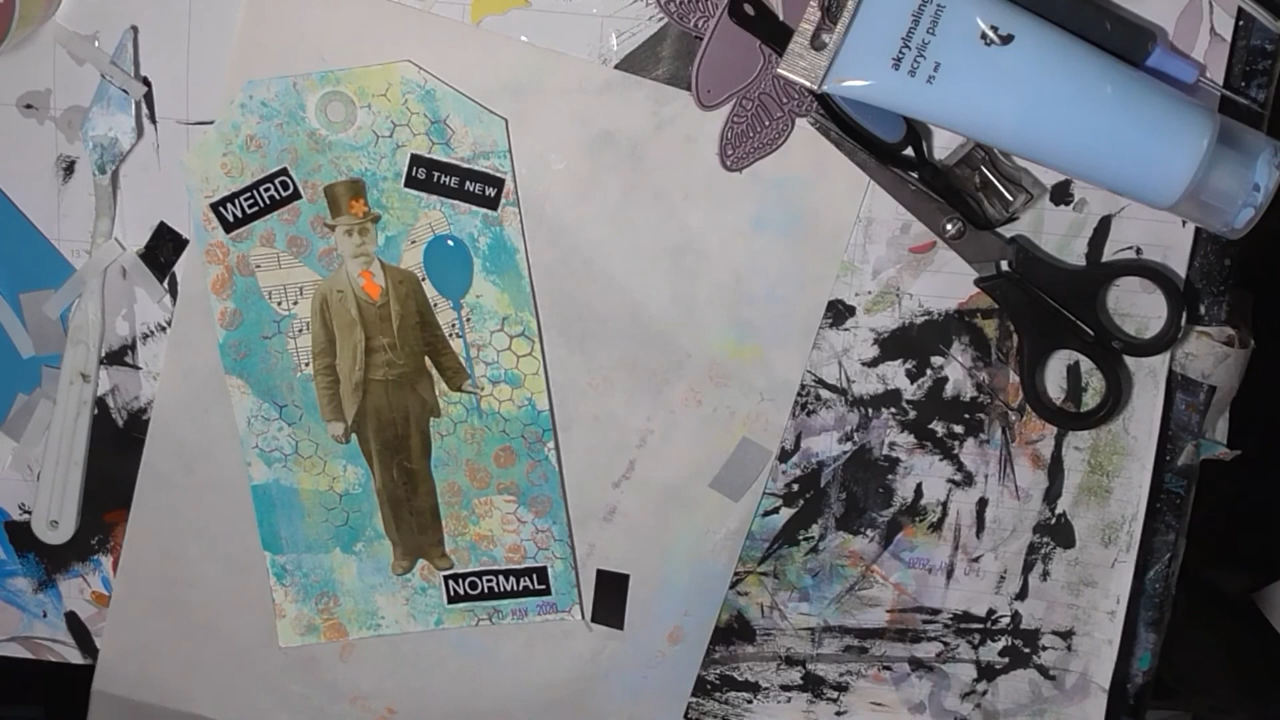 WEIRD
IS THE NEW
NORMAL
MAY 2020
akrylmaling
acrylic paint
75 ml